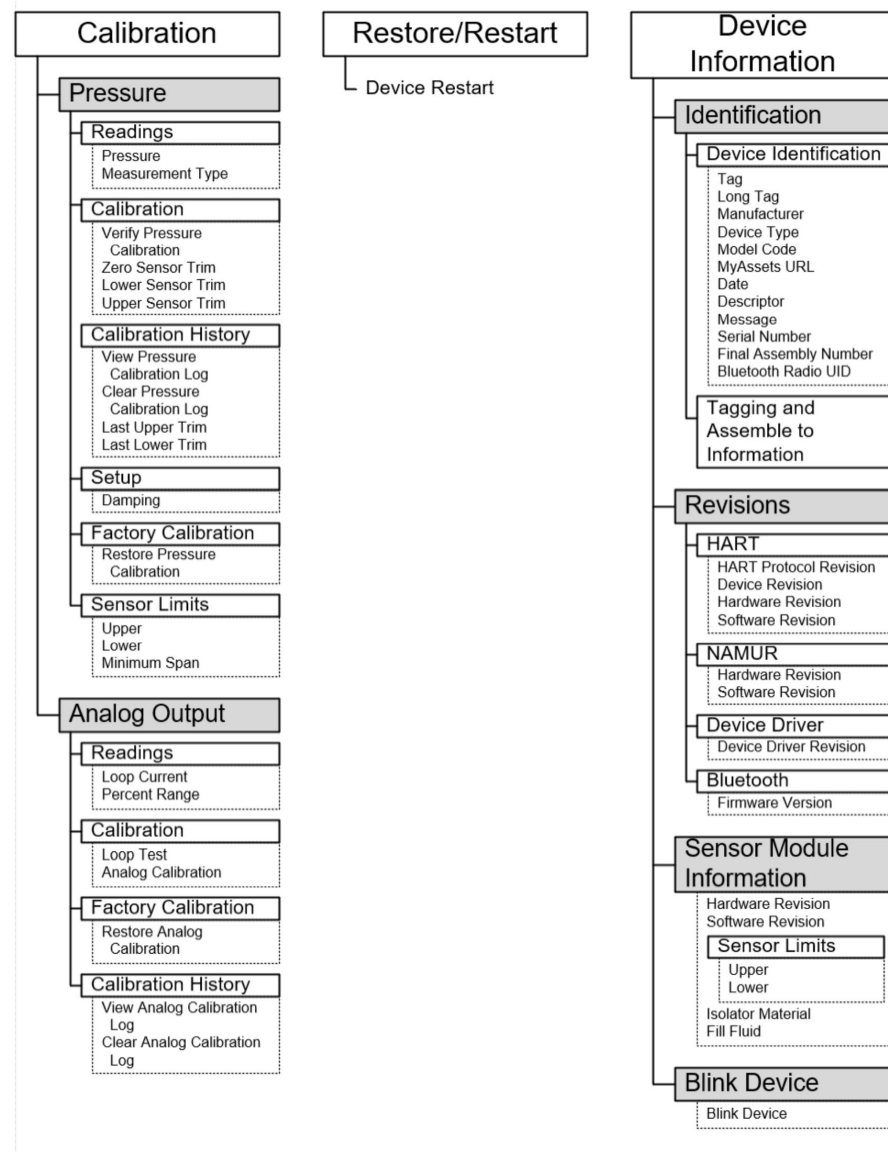 Calibration
Pressure
Readings
Pressure
Measurement Type
Calibration
Verify Pressure
Calibration
Zero Sensor Trim
Lower Sensor Trim
Upper Sensor Trim
Calibration History
View Pressure
Calibration Log
Clear Pressure
Calibration Log
Last Upper Trim
Last Lower Trim
Setup
Damping
Factory Calibration
Restore Pressure
Calibration
Sensor Limits
Upper
Lower
Minimum Span
Analog Output
Readings
Loop Current
Percent Range
Calibration
Loop Test
Analog Calibration
Factory Calibration
Restore Analog
Calibration
Calibration History
View Analog Calibration
Log
Clear Analog Calibration
Log
Restore/Restart
Device Restart
Device
Information
Identification
Device Identification
Tag
Long Tag
Manufacturer
Device Type
Model Code
MyAssets URL
Date
Descriptor
Message
Serial Number
Final Assembly Number
Bluetooth Radio UID
Tagging and
Assemble to
Information
Revisions
HART
HART Protocol Revision
Device Revision
Hardware Revision
Software Revision
NAMUR
Hardware Revision
Software Revision
Device Driver
Device Driver Revision
Bluetooth
Firmware Version
Sensor Module
Information
Hardware Revision
Software Revision
Sensor Limits
Upper
Lower
Isolator Material
Fill Fluid
Blink Device
Blink Device